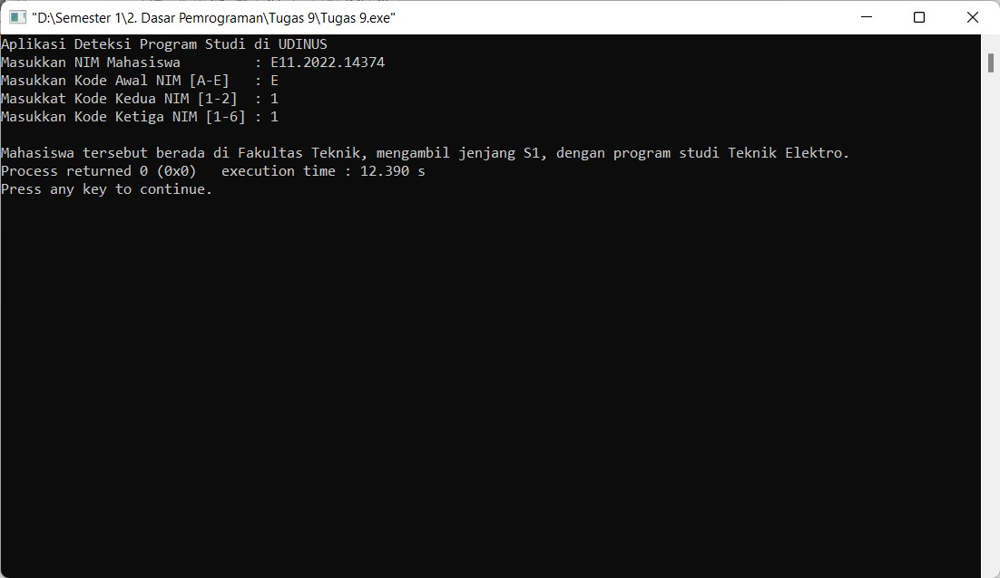 "D:\Semester 1\2. Dasar Pemrograman\Tugas 9\Tugas 9.exe"
Aplikasi Deteksi Program Studi di UDINUS
Masukkan NIM Mahasiswa         : E11.2022.14374
Masukkan Kode Awal NIM [A-E]   : E
Masukkat Kode Kedua NIM [1-2]  : 1
Masukkan Kode Ketiga NIM [1-6] : 1
Mahasiswa tersebut berada di Fakultas Teknik, mengambil jenjang S1, dengan program studi Teknik Elektro.
Process returned 0 (0x0)   execution time : 12.390 s
Press any key to continue.